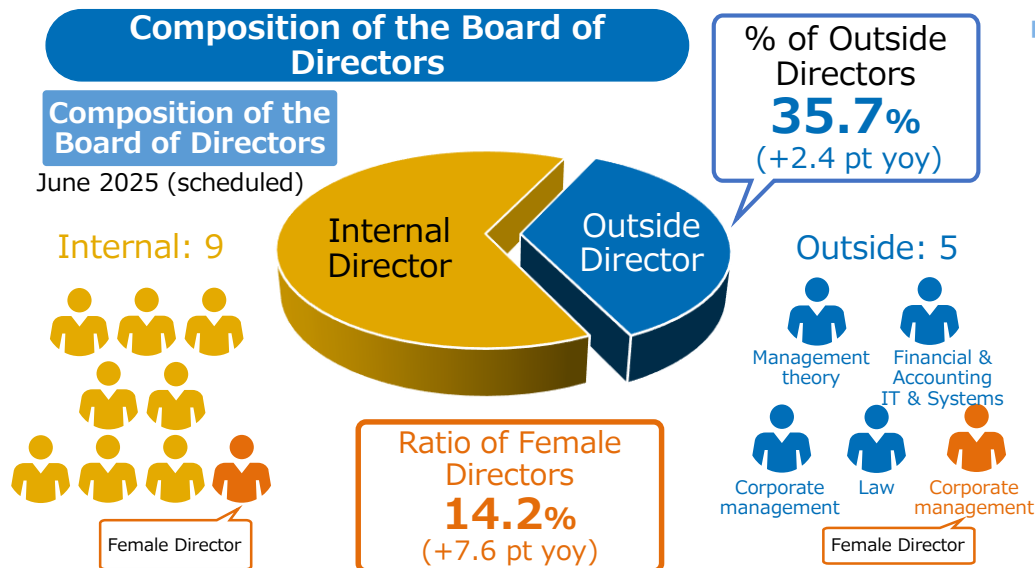 Composition of the Board of
Directors
Composition of the
Board of Directors
June 2025 (scheduled)
% of Outside
Directors
35.7%
(+2.4 pt yoy)
Internal: 9
Internal
Director
Outside
Director
Outside: 5
Management
theory
Financial &
Accounting
IT & Systems
Corporate
management
Law
Corporate
management
Female Director
Ratio of Female
Directors
14.2%
(+7.6 pt yoy)
Female Director